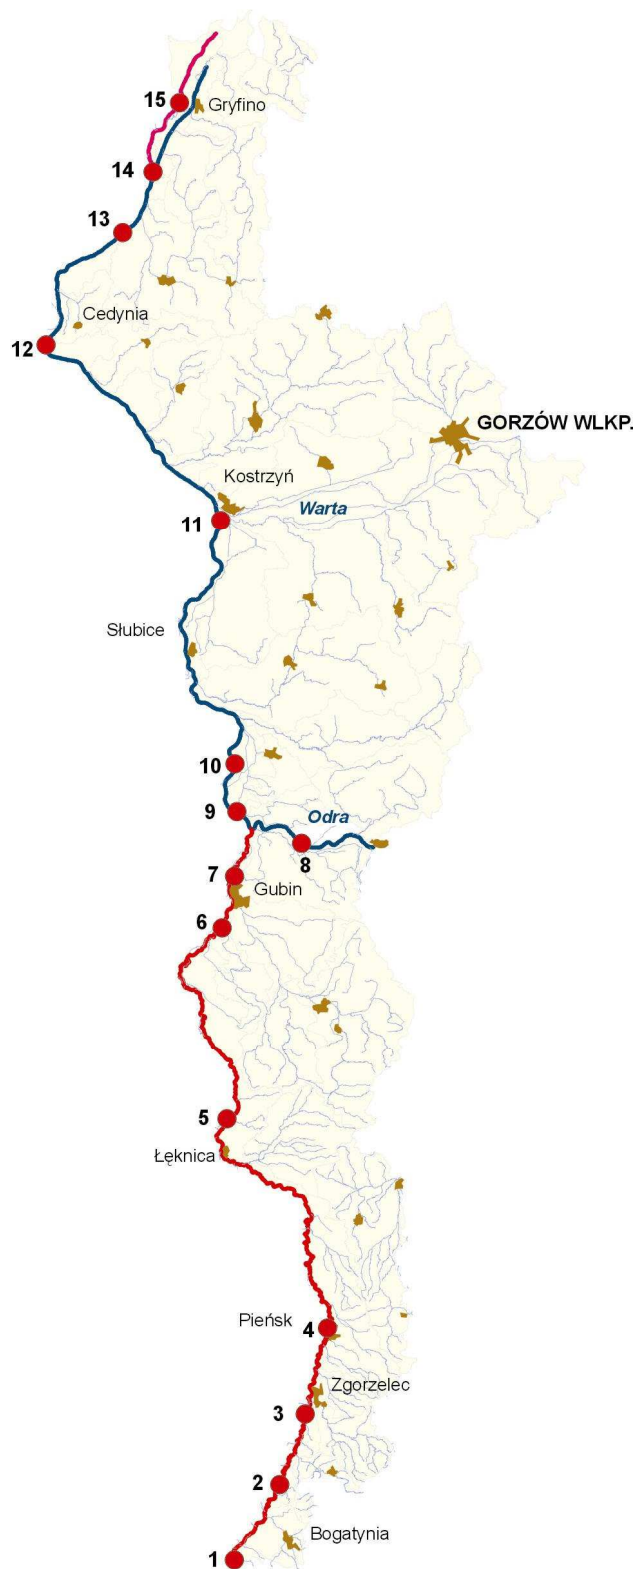 15
Gryfino
14
13
Cedynia
12
GORZÓW WLKP.
Kostrzyń
Warta
11
Słubice
10
9
Odra
8
7
Gubin
6
5
Łęknica
Pieńsk
4
Zgorzelec
3
2
Bogatynia
1